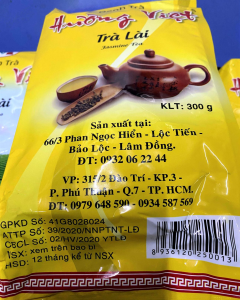 Hương Việt
Trà Lài
Jasmine Tea
KLT: 300 g
Sản xuất tại:
66/3 Phan Ngọc Hiển - Lộc Tiến -
Bảo Lộc - Lâm Đồng.
ĐT: 0932 06 22 44
VP: 315/2 Đào Trí - KP.3 -
P. Phú Thuận - Q.7 - TP. HCM.
ĐT: 0979 648 590 - 0934 587 569
GPKD Số: 41G8028024
ATTP Số: 39/2020/NNPTNT-LĐ
CBCL Số: 02/HV/2020 YTLĐ
NSX: xem trên bao bì
HSD: 12 tháng kể từ NSX
8936120250013